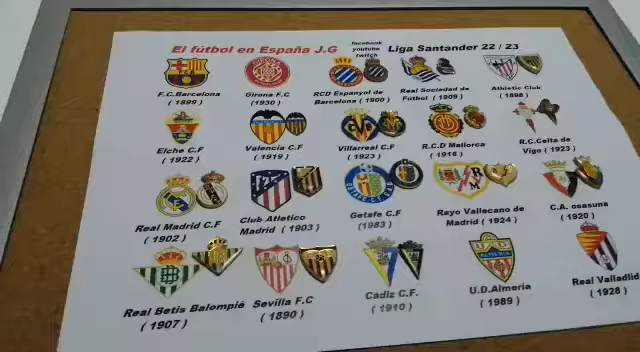 El fútbol en España J.G
facebook
youtube
twitch
Liga Santander 22 / 23
F.C.Barcelona
( 1899 )
Girona F.C
(1930 )
RCD Espanyol de
Barcelona ( 1900 )
Real Sociedad de
Fútbol ( 1909 )
Athletic Club
( 1898 )
Elche C.F
( 1922 )
Valencia C.F
( 1919 )
Villarreal C.F
( 1923 )
R.C.D Mallorca
( 1916 )
R.C.Celta de
Vigo ( 1923 )
Real Madrid C.F
( 1902 )
Club Atletico
Madrid ( 1903 )
Getafe C.F
(1983 )
Rayo Vallecano de
Madrid ( 1924 )
C.A. osasuna
( 1920 )
Real Betis Balompié
( 1907 )
Sevilla F.C
( 1890 )
Cádiz C.F.
( 1910 )
U.D.Almeria
( 1989 )
Real Valladlid
( 1928 )